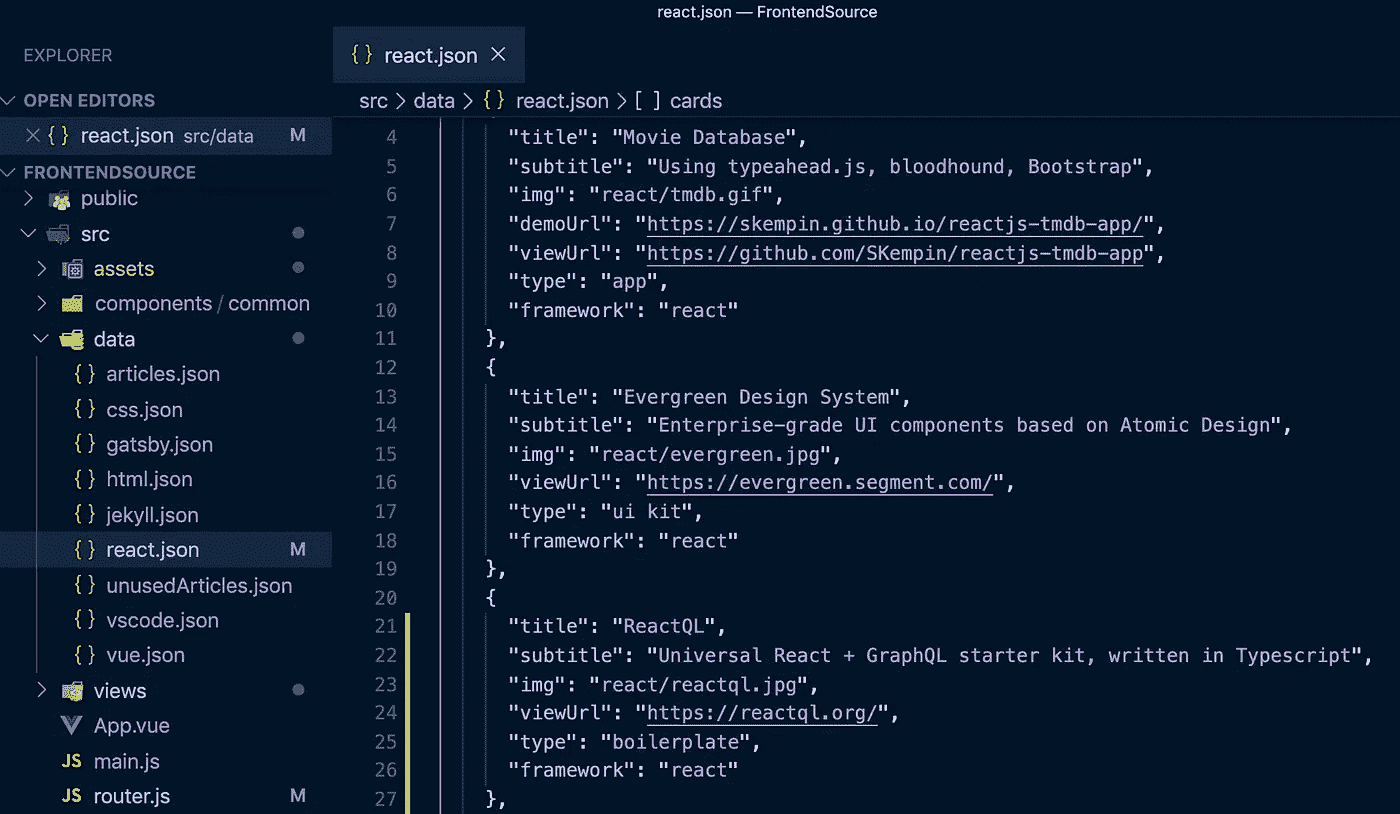 react.json — FrontendSource
EXPLORER
OPEN EDITORS
{} react.json src/data M
FRONTENDSOURCE
public
src
assets
components / common
data
{} articles.json
{} css.json
{} gatsby.json
{} html.json
{} jekyll.json
{} react.json M
{} unusedArticles.json
{} vscode.json
{} vue.json
views
App.vue
JS main.js
JS router.js M
{} react.json
src > data > {} react.json > [ ] cards
4 "title": "Movie Database",
5 "subtitle": "Using typeahead.js, bloodhound, Bootstrap",
6 "img": "react/tmdb.gif",
7 "demoUrl": "https://skempin.github.io/reactjs-tmdb-app/",
8 "viewUrl": "https://github.com/SKempin/reactjs-tmdb-app",
9 "type": "app",
10 "framework": "react"
11 },
12 {
13 "title": "Evergreen Design System",
14 "subtitle": "Enterprise-grade UI components based on Atomic Design",
15 "img": "react/evergreen.jpg",
16 "viewUrl": "https://evergreen.segment.com/",
17 "type": "ui kit",
18 "framework": "react"
19 },
20 {
21 "title": "ReactQL",
22 "subtitle": "Universal React + GraphQL starter kit, written in Typescript",
23 "img": "react/reactql.jpg",
24 "viewUrl": "https://reactql.org/",
25 "type": "boilerplate",
26 "framework": "react"
27 },